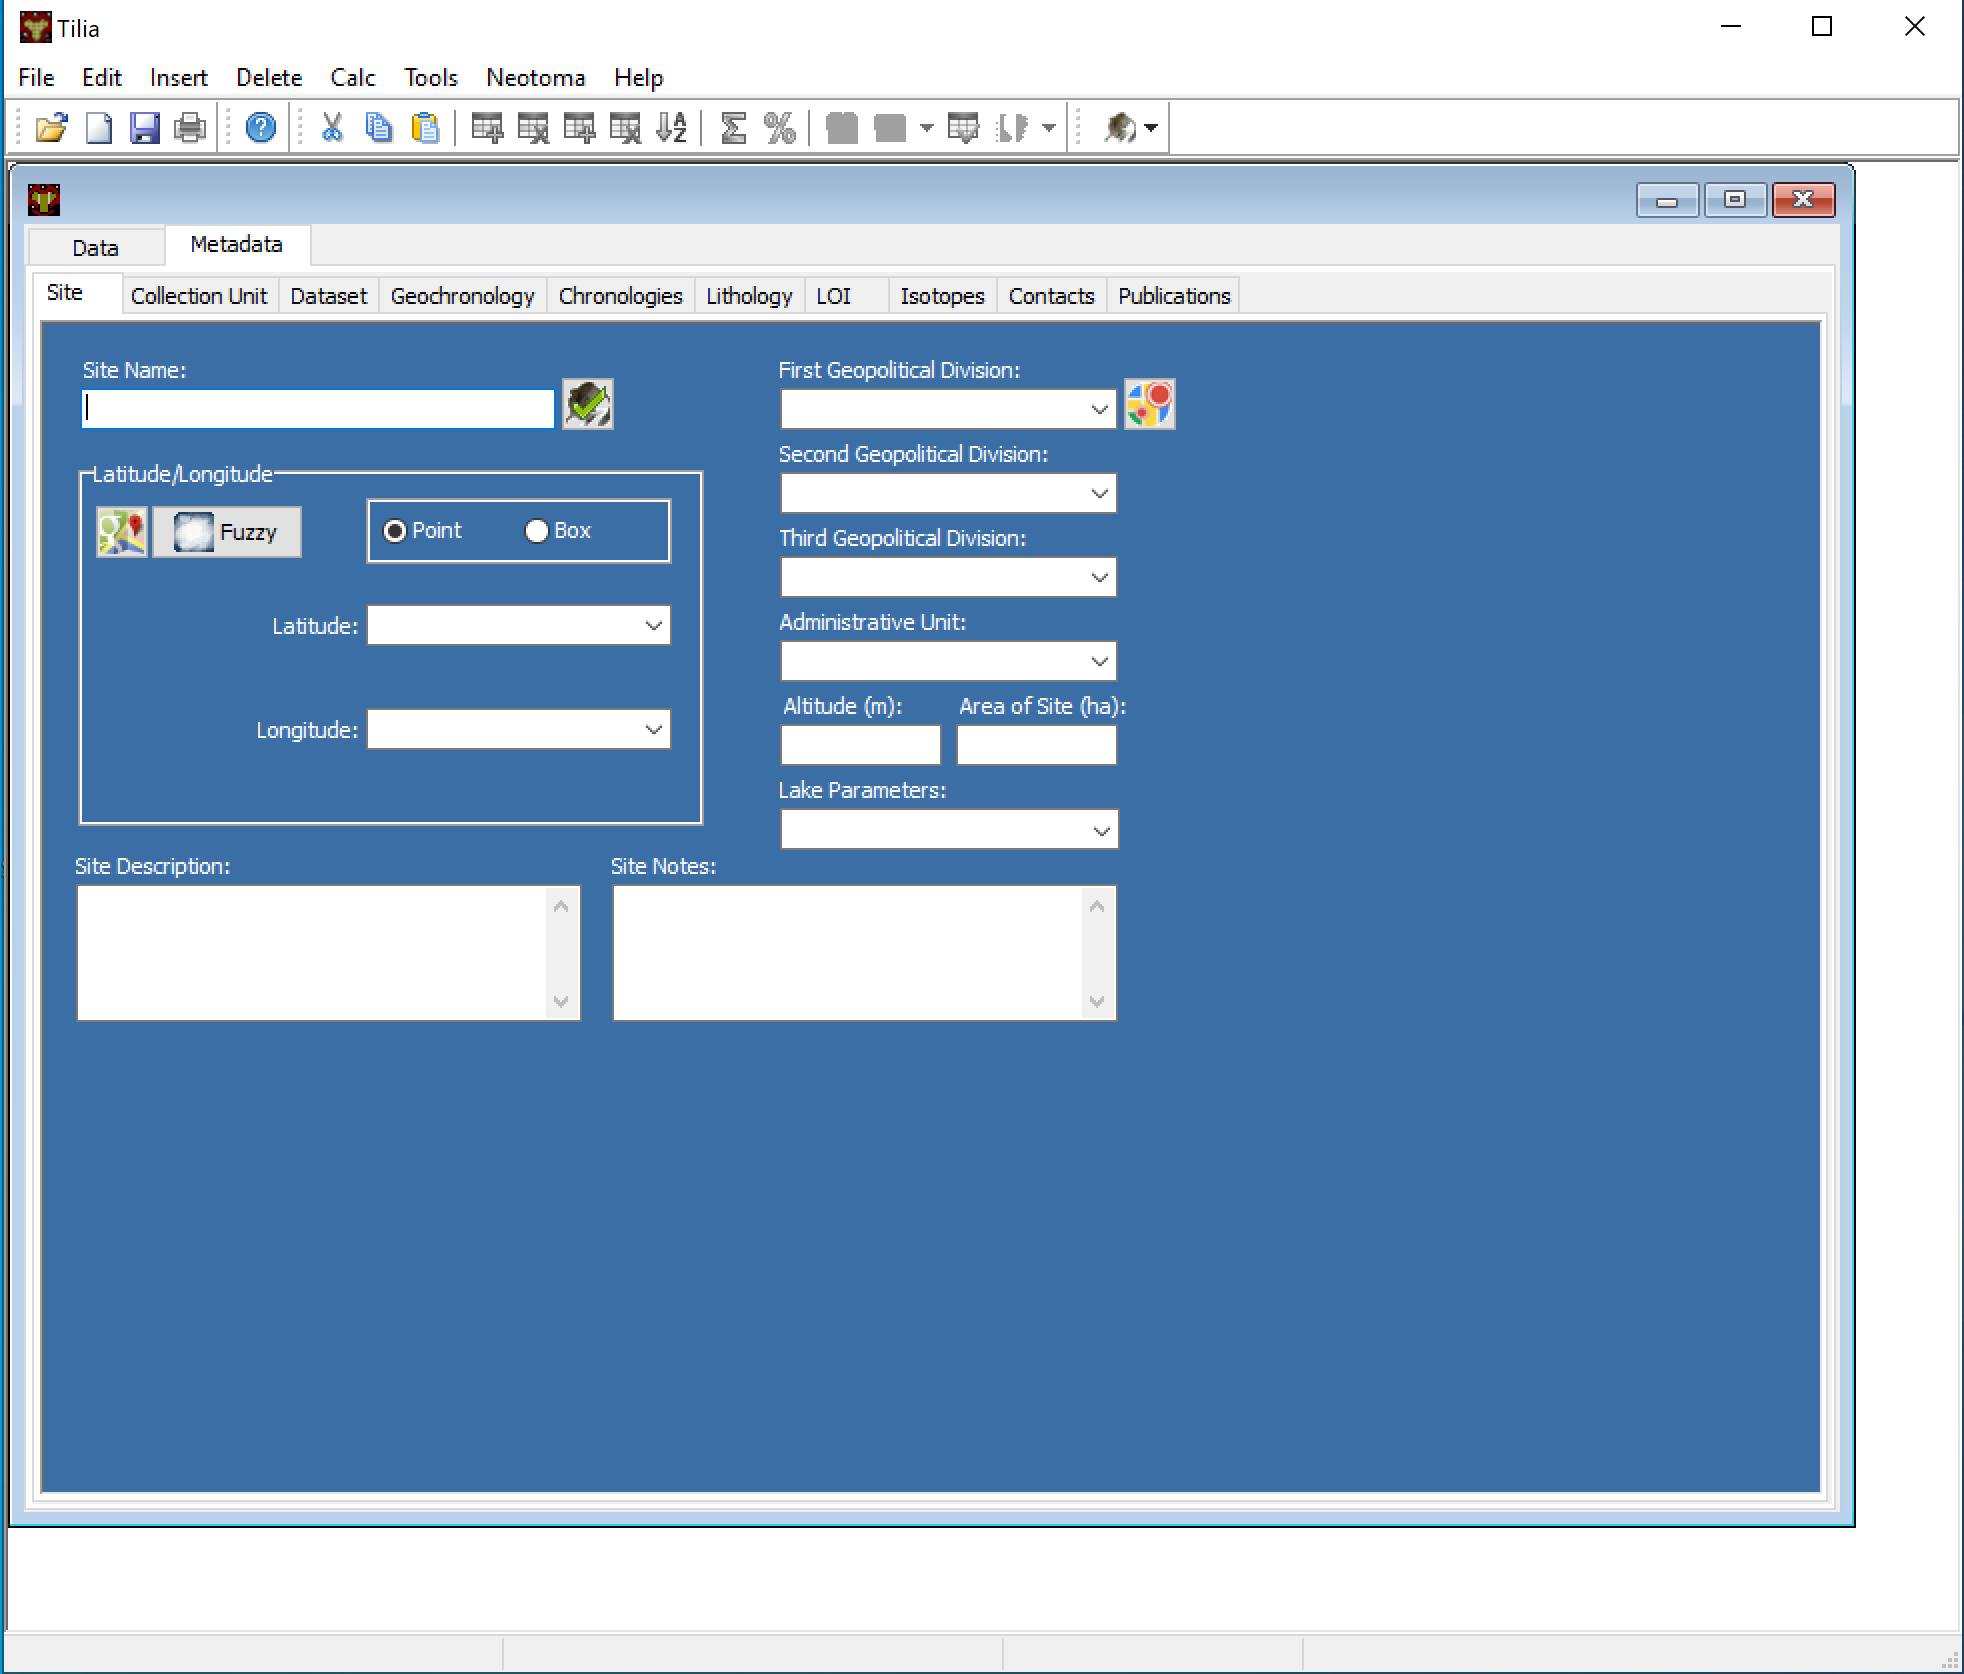 Tilia
File Edit Insert Delete Calc Tools Neotoma Help
Data Metadata
Site Collection Unit Dataset Geochronology Chronologies Lithology LOI Isotopes Contacts Publications
Site Name:
First Geopolitical Division:
Second Geopolitical Division:
Latitude/Longitude
Fuzzy Point Box
Third Geopolitical Division:
Latitude:
Administrative Unit:
Altitude (m): Area of Site (ha):
Longitude:
Lake Parameters:
Site Description: Site Notes: